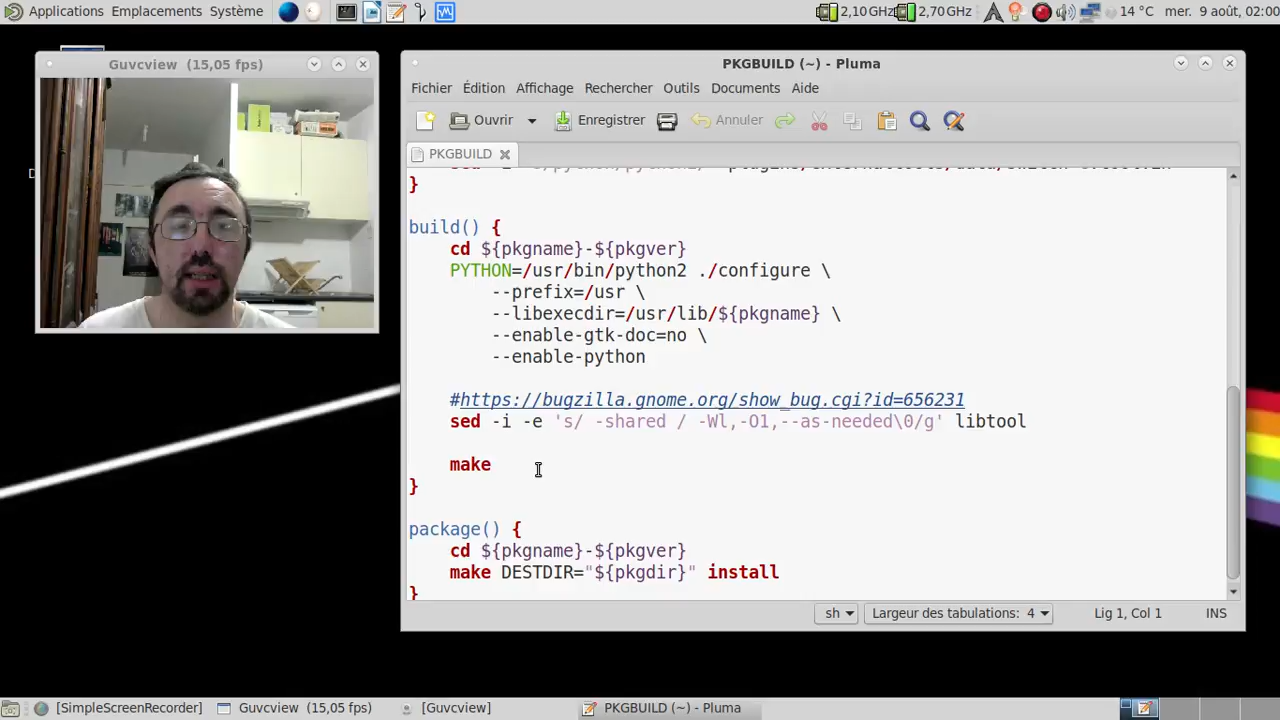 Applications Emplacements Système 2,10GHz 2,70GHz 14 °C mer. 9 août, 02:00
Guvcview (15,05 fps)
PKGBUILD (~) - Pluma
Fichier Édition Affichage Rechercher Outils Documents Aide
Ouvrir Enregistrer Annuler
PKGBUILD
}
build() {
cd ${pkgname}-${pkgver}
PYTHON=/usr/bin/python2 ./configure \
--prefix=/usr \
--libexecdir=/usr/lib/${pkgname} \
--enable-gtk-doc=no \
--enable-python
#https://bugzilla.gnome.org/show_bug.cgi?id=656231
sed -i -e 's/ -shared / -Wl,-O1,--as-needed\0/g' libtool
make
}
package() {
cd ${pkgname}-${pkgver}
make DESTDIR="${pkgdir}" install
}
sh Largeur des tabulations: 4 Lig 1, Col 1 INS
[SimpleScreenRecorder] Guvcview (15,05 fps) [Guvcview] PKGBUILD (~) - Pluma